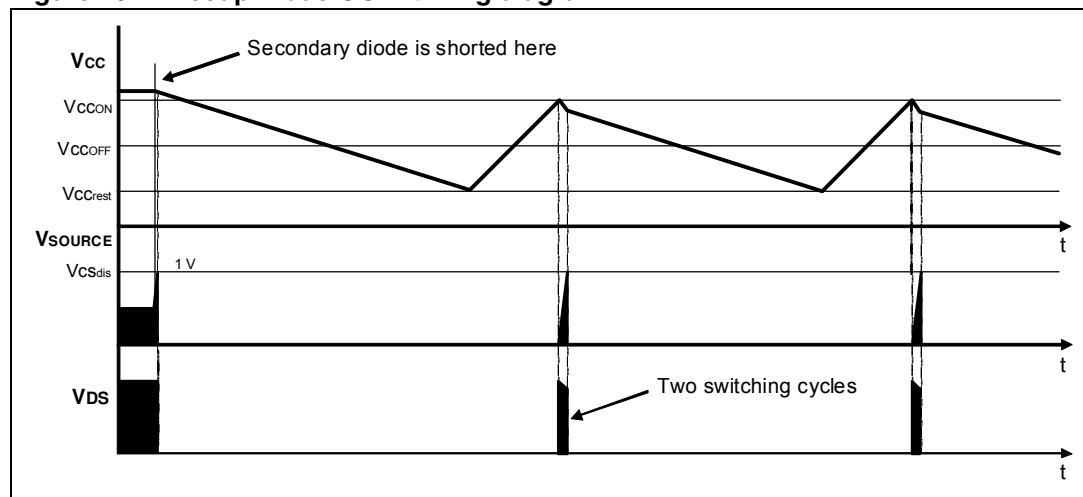 Secondary diode is shorted here
Vcc
VCCON
VCCOFF
VCCrest
t
VSOURCE
VCSdis
1 V
t
VDS
Two switching cycles
t